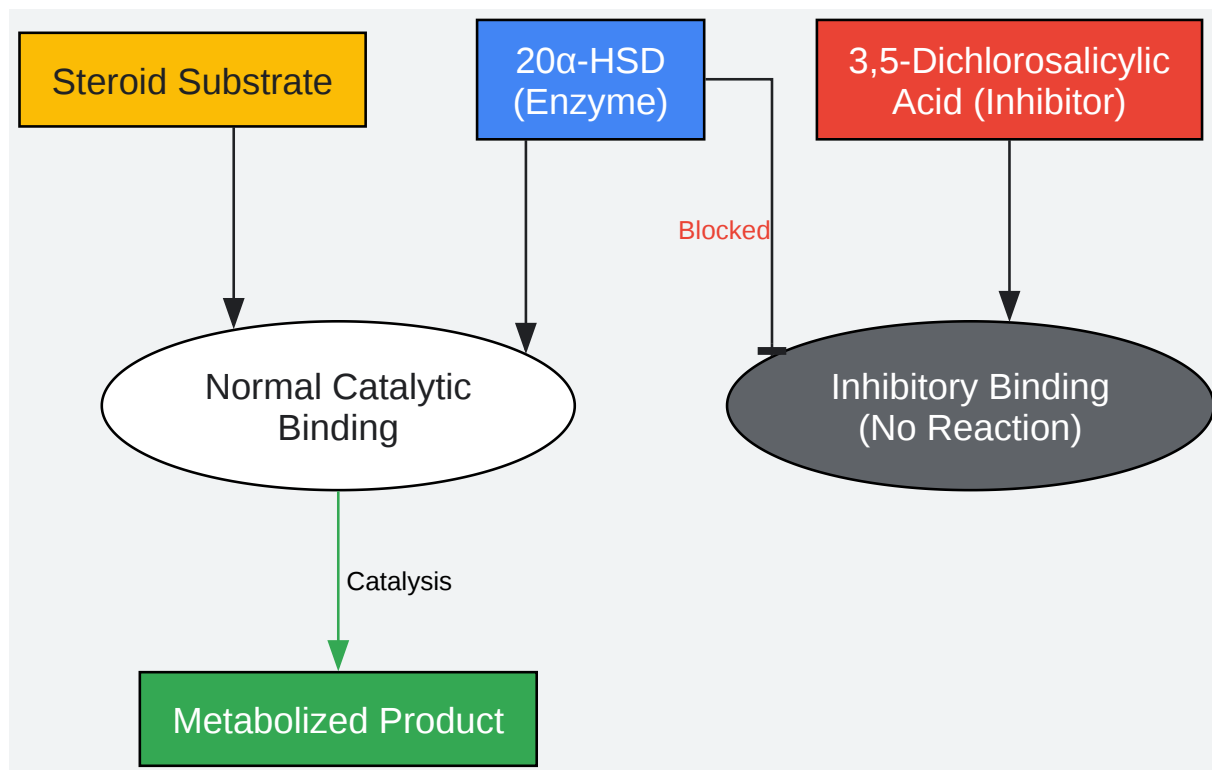 Steroid Substrate
20α-HSD
(Enzyme)
3,5-Dichlorosalicylic
Acid (Inhibitor)
Blocked
Normal Catalytic
Binding
Inhibitory Binding
(No Reaction)
Catalysis
Metabolized Product